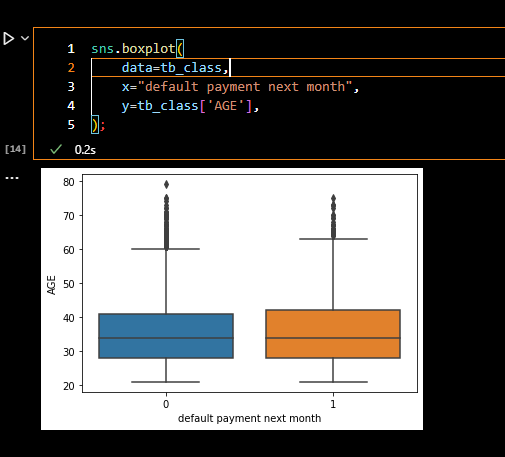 1 sns.boxplot(
2 data=tb_class,
3 x="default payment next month",
4 y=tb_class['AGE'],
5 );
[14] 0.2s
...
80
70
60
50
40
30
20
AGE
0 1
default payment next month